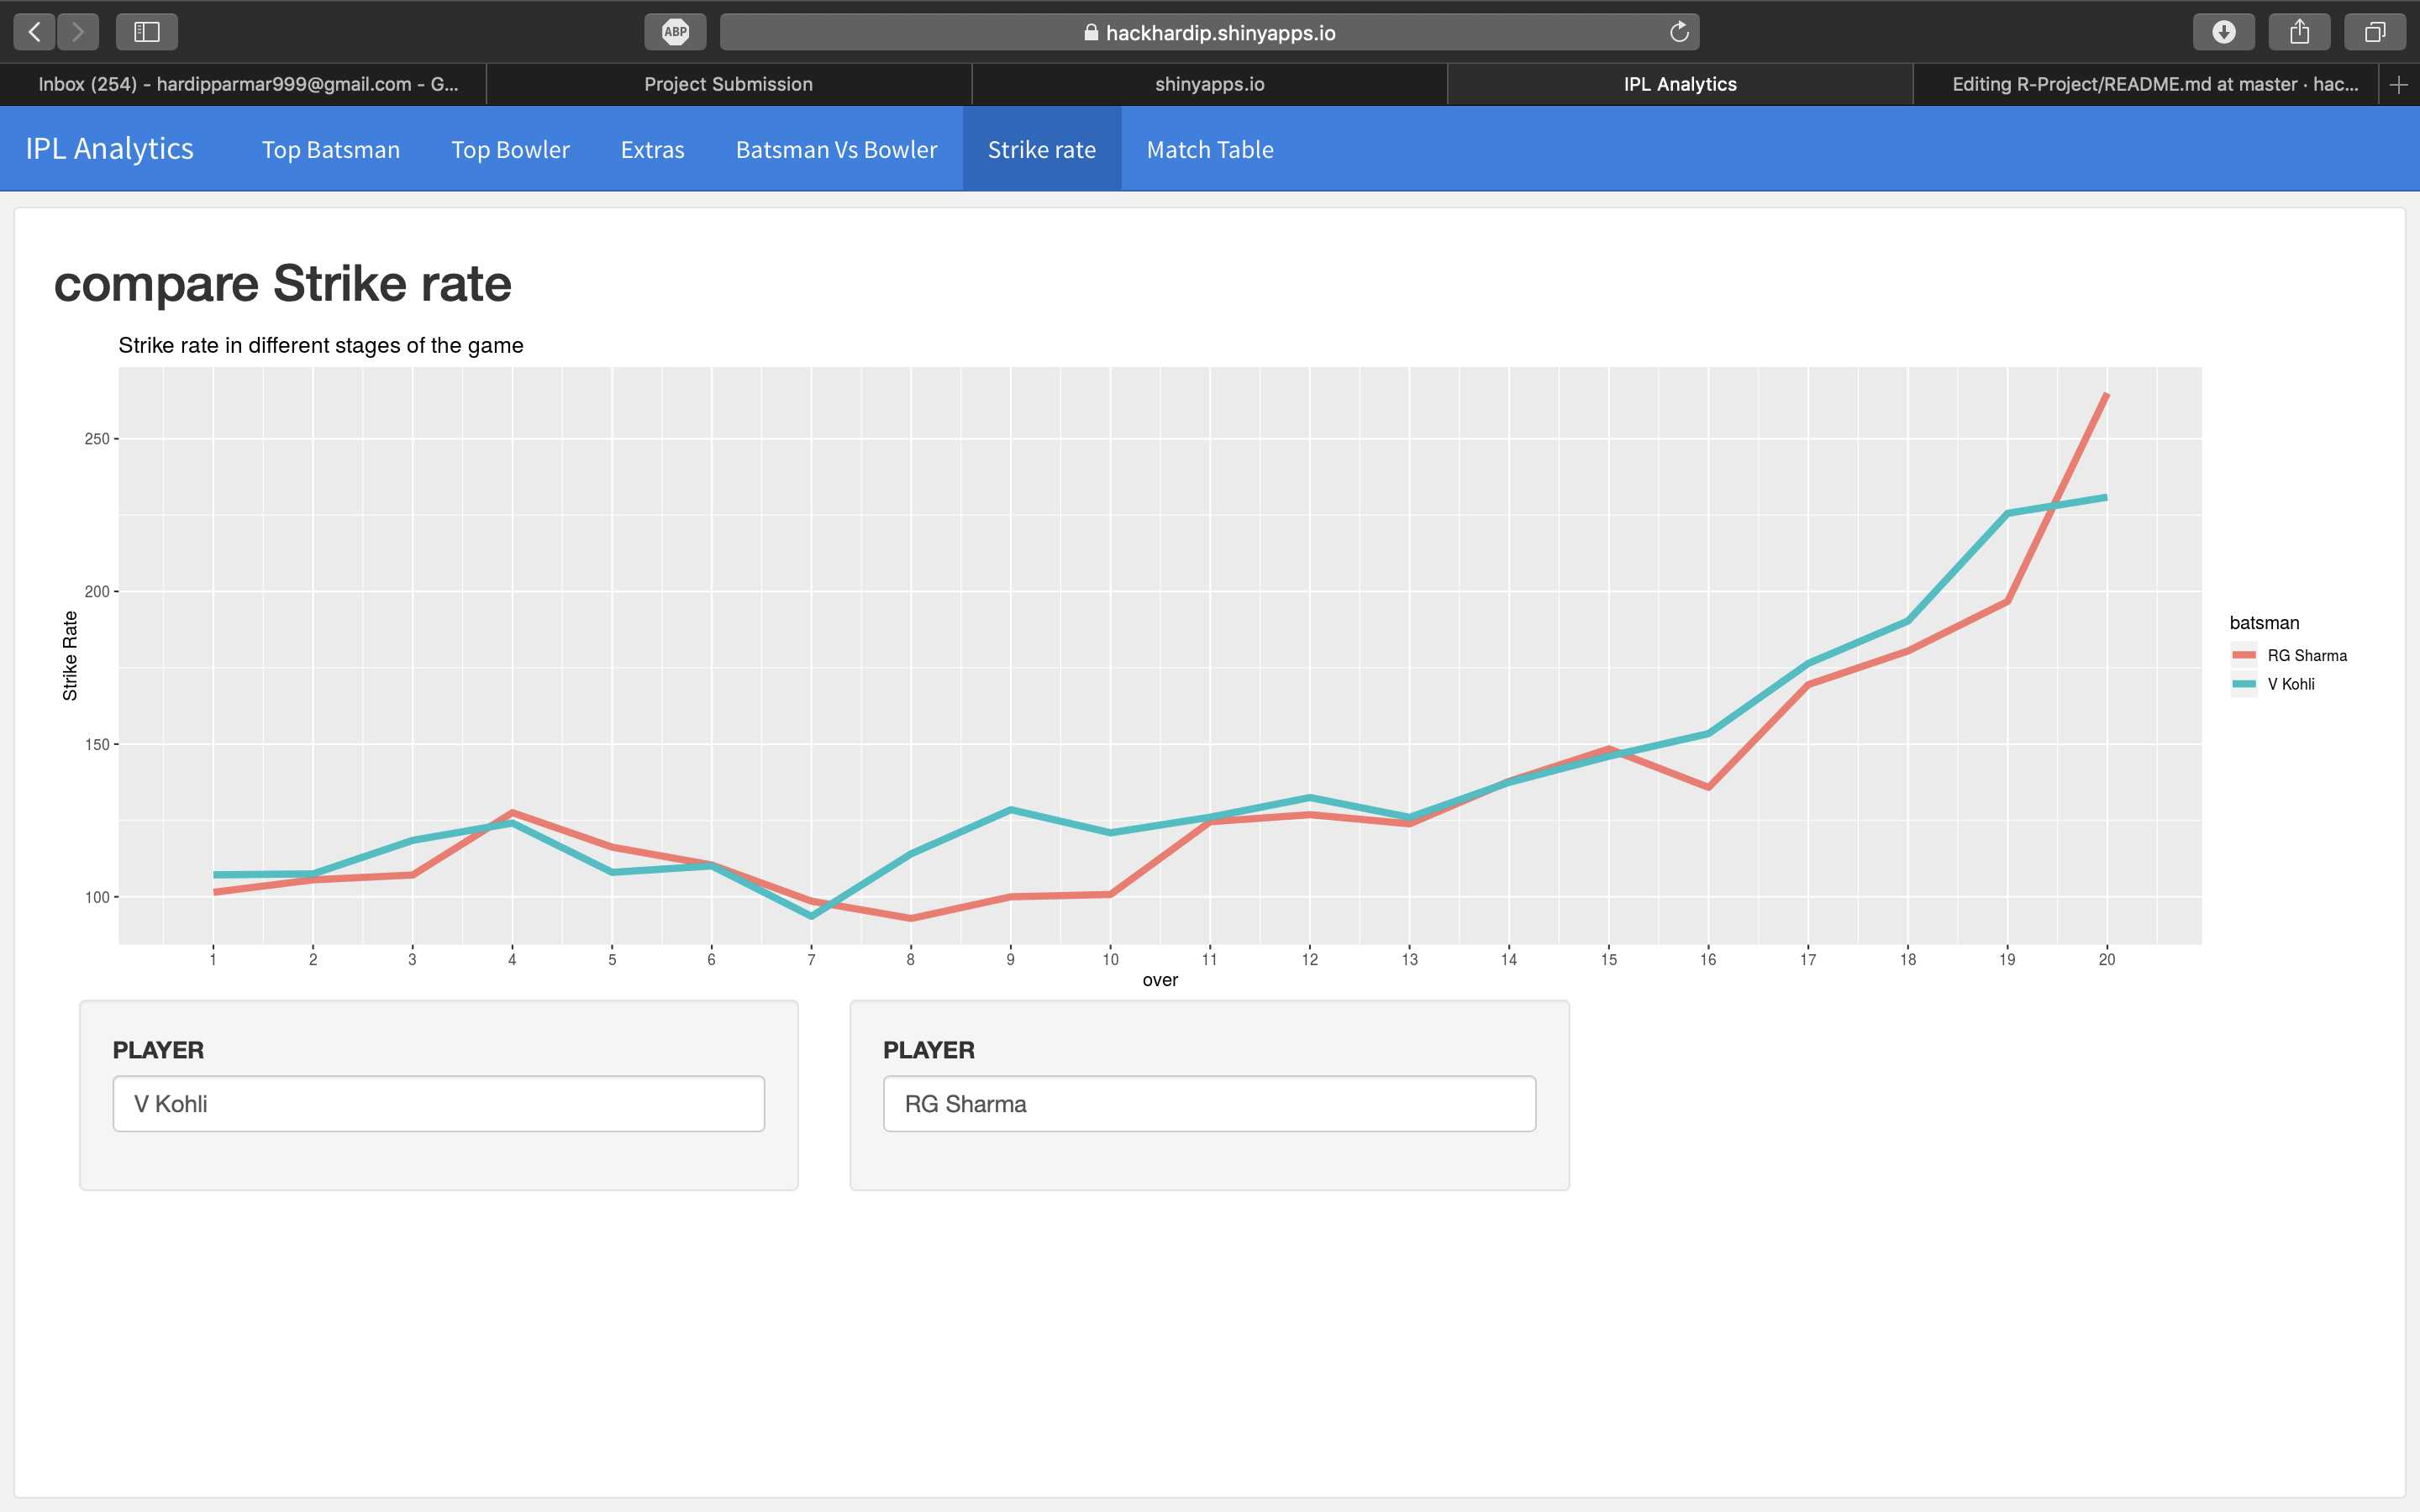 ABP
hackhardip.shinyapps.io
Inbox (254) - hardipparmar999@gmail.com - G...
Project Submission
shinyapps.io
IPL Analytics
Editing R-Project/README.md at master · hac...
IPL Analytics
Top Batsman
Top Bowler
Extras
Batsman Vs Bowler
Strike rate
Match Table
compare Strike rate
Strike rate in different stages of the game
250
200
150
100
Strike Rate
1 2 3 4 5 6 7 8 9 10 11 12 13 14 15 16 17 18 19 20
over
batsman
RG Sharma
V Kohli
PLAYER
V Kohli
PLAYER
RG Sharma